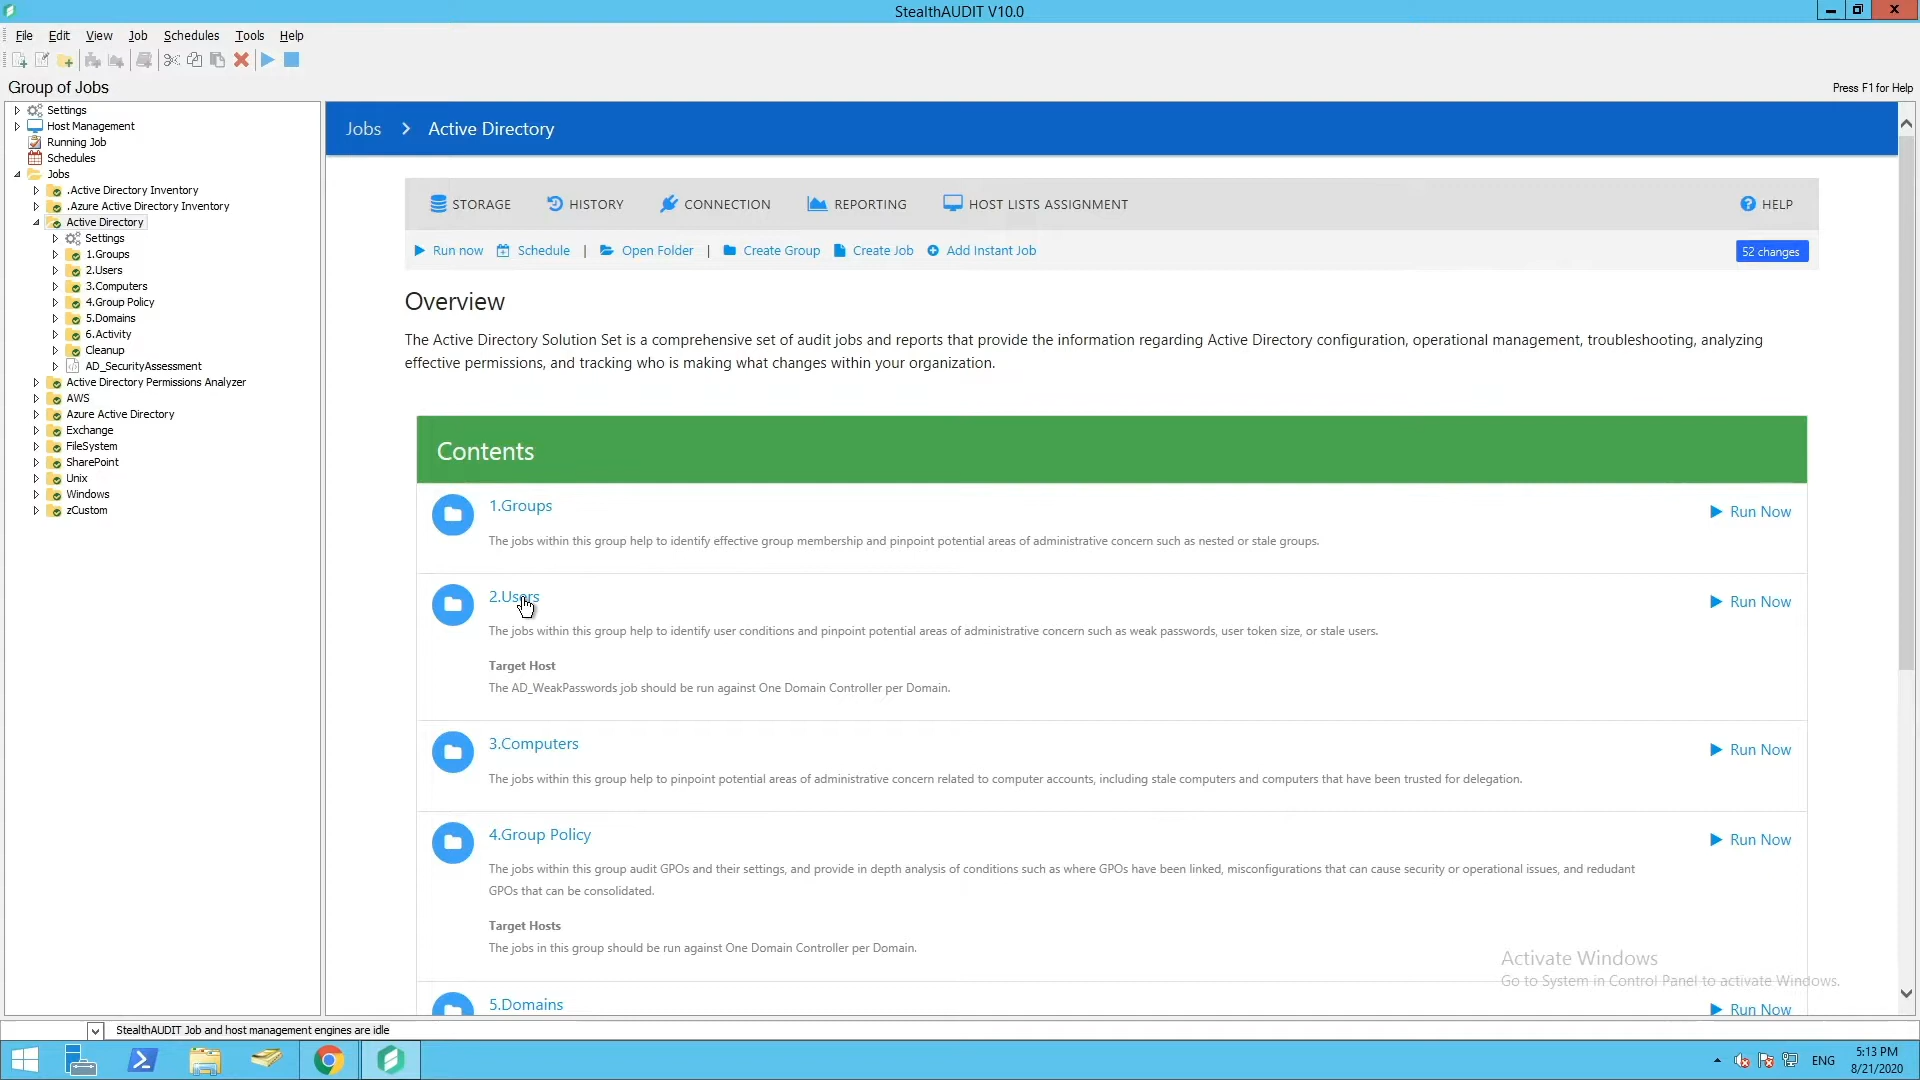 StealthAUDIT V10.0
File Edit View Job Schedules Tools Help
Group of Jobs
Press F1 for Help
Settings
Host Management
Running Job
Schedules
Jobs
.Active Directory Inventory
.Azure Active Directory Inventory
Active Directory
Settings
1.Groups
2.Users
3.Computers
4.Group Policy
5.Domains
6.Activity
Cleanup
AD_SecurityAssessment
Active Directory Permissions Analyzer
AWS
Azure Active Directory
Exchange
FileSystem
SharePoint
Unix
Windows
zCustom
Jobs > Active Directory
STORAGE HISTORY CONNECTION REPORTING HOST LISTS ASSIGNMENT HELP
Run now Schedule | Open Folder | Create Group Create Job Add Instant Job 52 changes
Overview
The Active Directory Solution Set is a comprehensive set of audit jobs and reports that provide the information regarding Active Directory configuration, operational management, troubleshooting, analyzing
effective permissions, and tracking who is making what changes within your organization.
Contents
1.Groups
Run Now
The jobs within this group help to identify effective group membership and pinpoint potential areas of administrative concern such as nested or stale groups.
2.Users
Run Now
The jobs within this group help to identify user conditions and pinpoint potential areas of administrative concern such as weak passwords, user token size, or stale users.
Target Host
The AD_WeakPasswords job should be run against One Domain Controller per Domain.
3.Computers
Run Now
The jobs within this group help to pinpoint potential areas of administrative concern related to computer accounts, including stale computers and computers that have been trusted for delegation.
4.Group Policy
Run Now
The jobs within this group audit GPOs and their settings, and provide in depth analysis of conditions such as where GPOs have been linked, misconfigurations that can cause security or operational issues, and redudant
GPOs that can be consolidated.
Target Hosts
The jobs in this group should be run against One Domain Controller per Domain.
5.Domains
Run Now
Activate Windows
Go to System in Control Panel to activate Windows.
StealthAUDIT Job and host management engines are idle
ENG
5:13 PM
8/21/2020